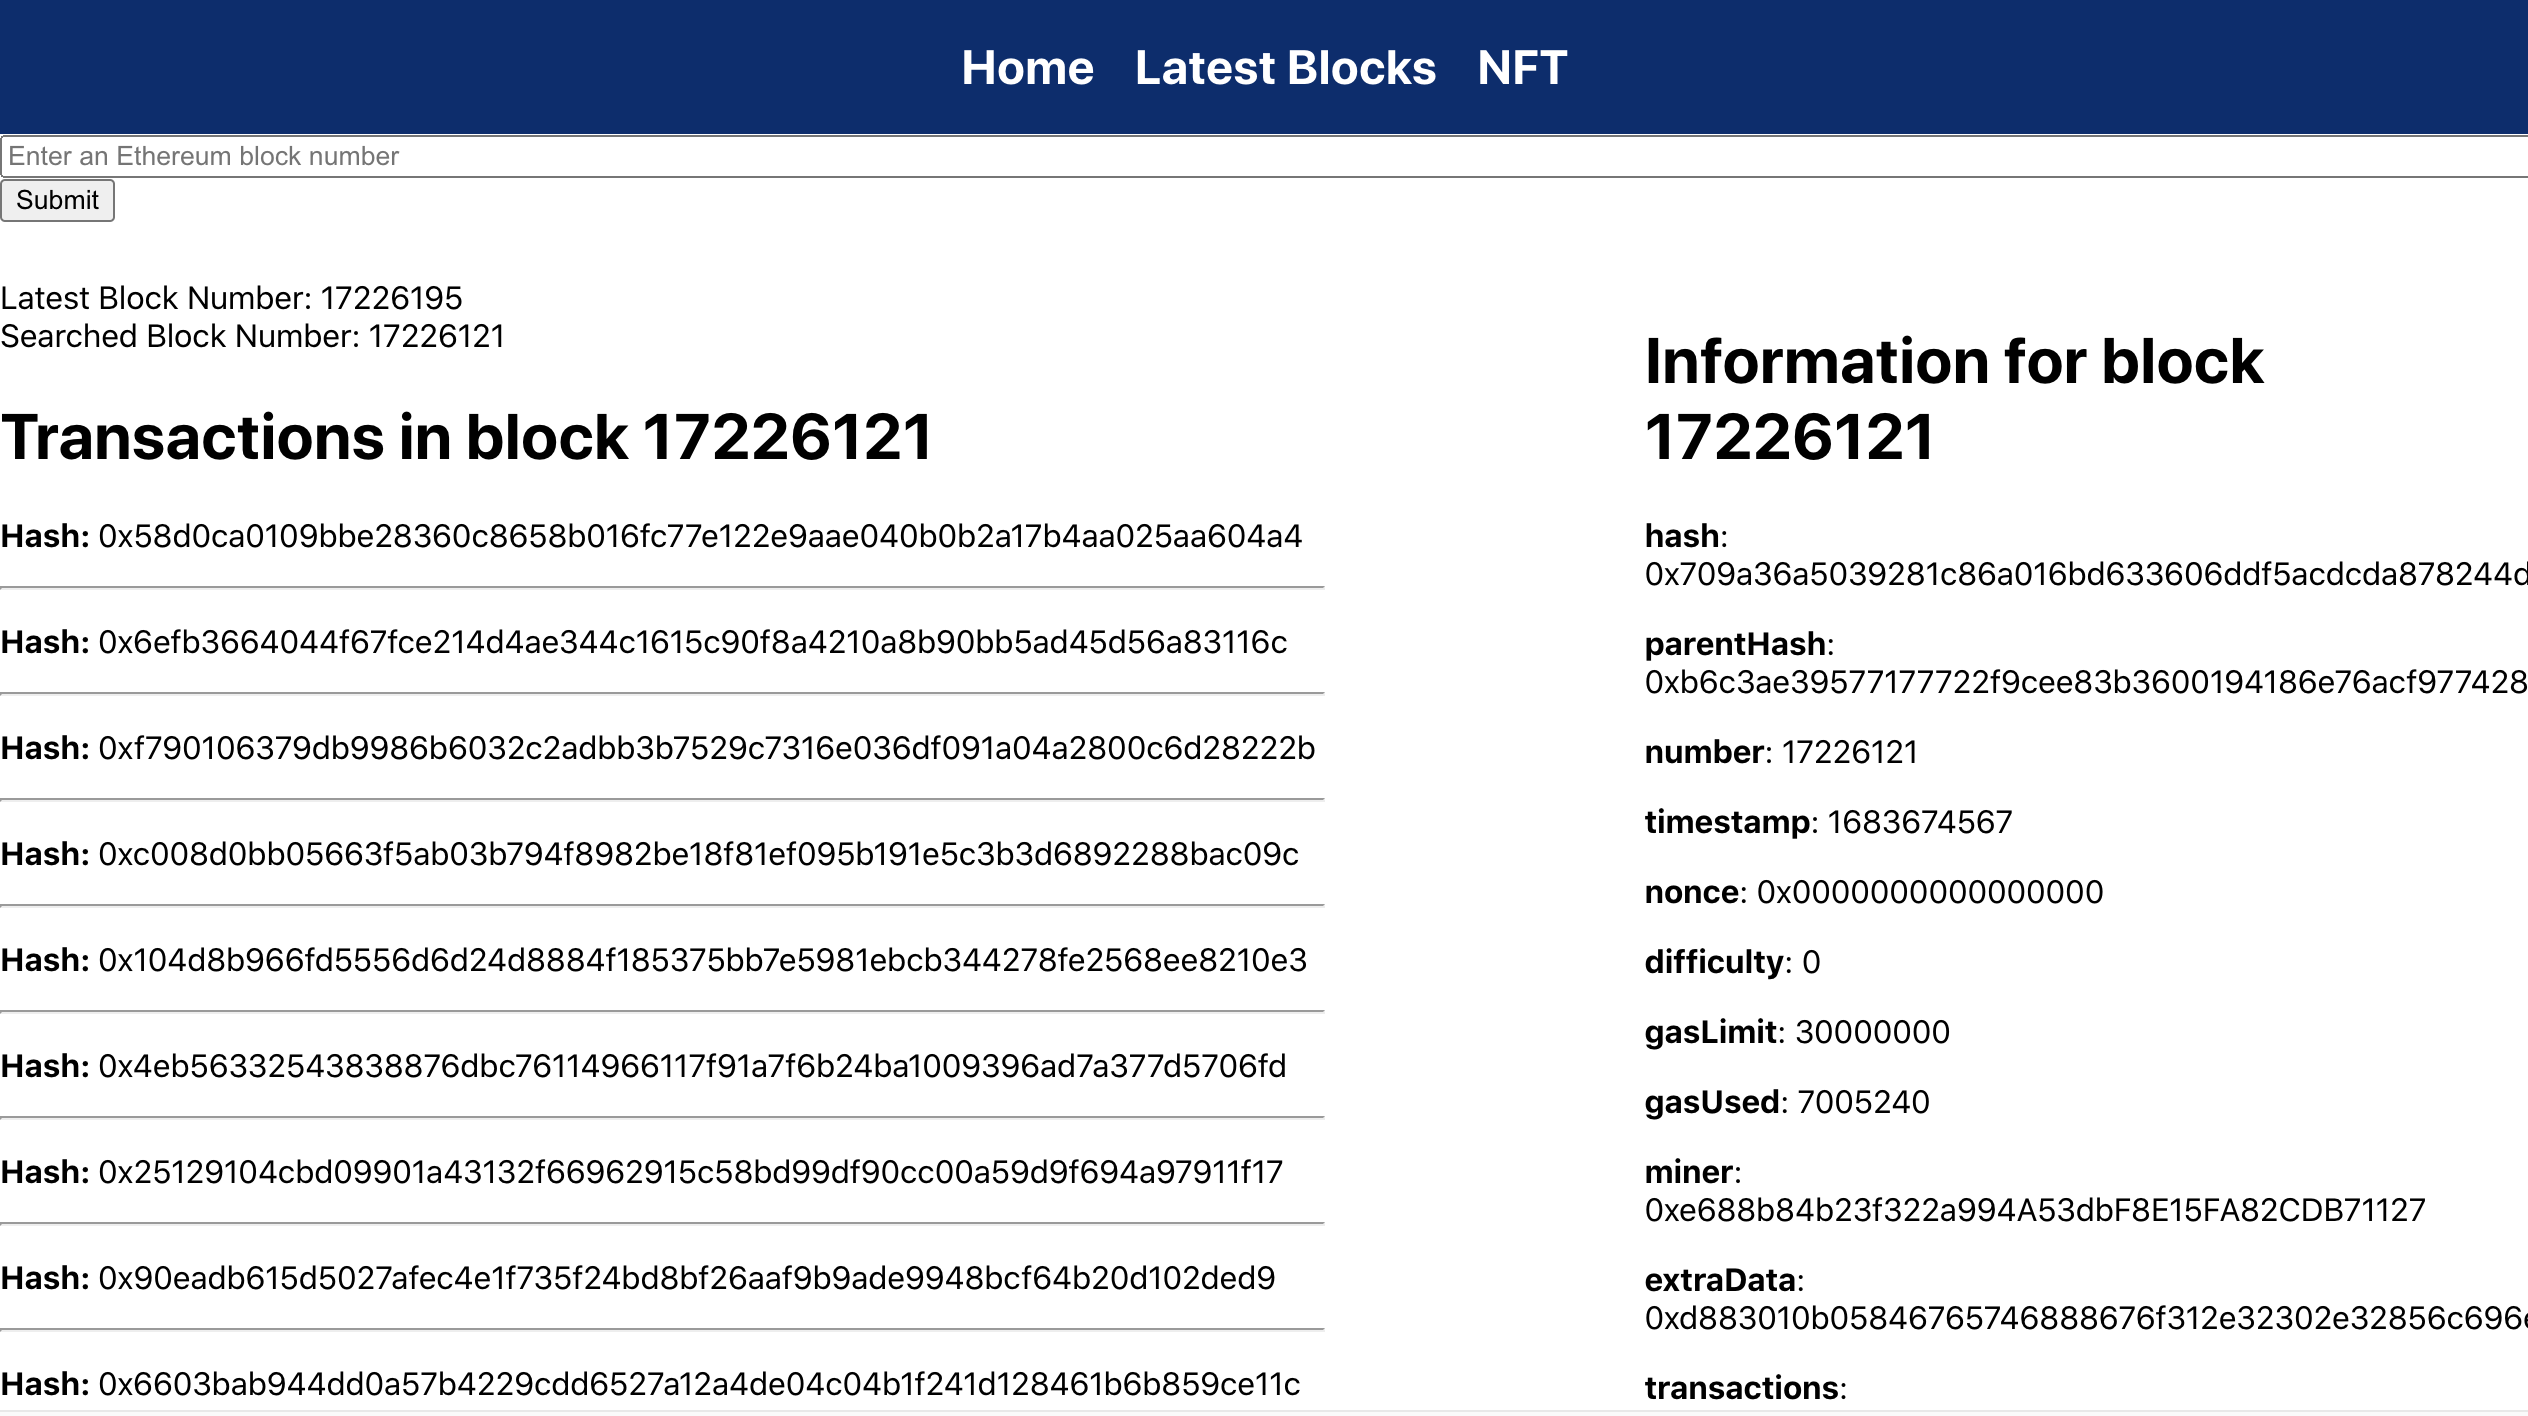 Home Latest Blocks NFT
Enter an Ethereum block number
Submit
Latest Block Number: 17226195
Searched Block Number: 17226121
Transactions in block 17226121
Hash: 0x58d0ca0109bbe28360c8658b016fc77e122e9aae040b0b2a17b4aa025aa604a4
Hash: 0x6efb3664044f67fce214d4ae344c1615c90f8a4210a8b90bb5ad45d56a83116c
Hash: 0xf790106379db9986b6032c2adbb3b7529c7316e036df091a04a2800c6d28222b
Hash: 0xc008d0bb05663f5ab03b794f8982be18f81ef095b191e5c3b3d6892288bac09c
Hash: 0x104d8b966fd5556d6d24d8884f185375bb7e5981ebcb344278fe2568ee8210e3
Hash: 0x4eb56332543838876dbc76114966117f91a7f6b24ba1009396ad7a377d5706fd
Hash: 0x25129104cbd09901a43132f66962915c58bd99df90cc00a59d9f694a97911f17
Hash: 0x90eadb615d5027afec4e1f735f24bd8bf26aaf9b9ade9948bcf64b20d102ded9
Hash: 0x6603bab944dd0a57b4229cdd6527a12a4de04c04b1f241d128461b6b859ce11c
Information for block
17226121
hash:
0x709a36a5039281c86a016bd633606ddf5acdcda878244d
parentHash:
0xb6c3ae39577177722f9cee83b3600194186e76acf977428
number: 17226121
timestamp: 1683674567
nonce: 0x0000000000000000
difficulty: 0
gasLimit: 30000000
gasUsed: 7005240
miner:
0xe688b84b23f322a994A53dbF8E15FA82CDB71127
extraData:
0xd883010b05846765746888676f312e32302e32856c696e
transactions: